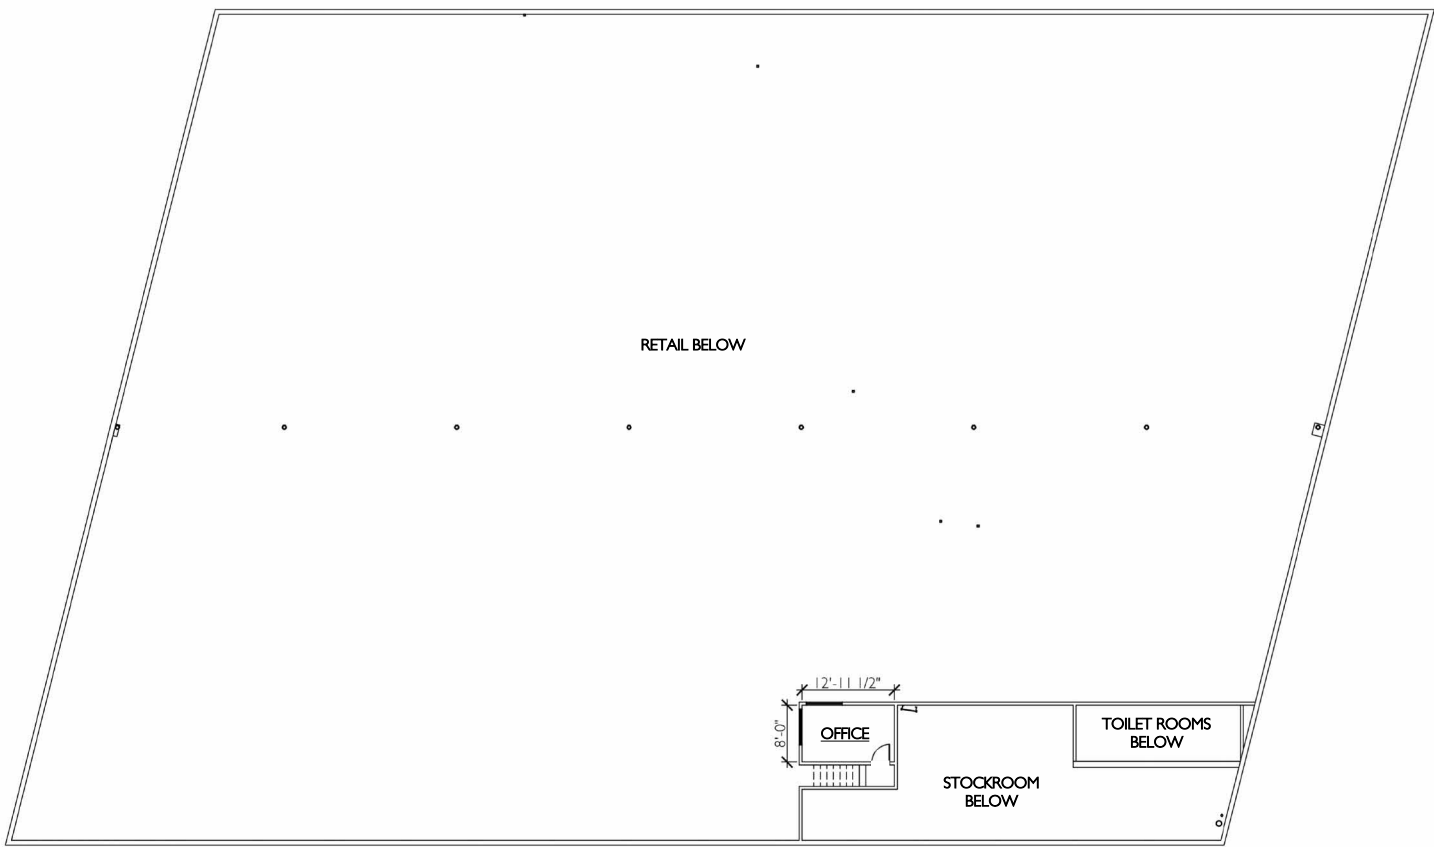 RETAIL BELOW
12'-11 1/2"
8'-0"
OFFICE
TOILET ROOMS
BELOW
STOCKROOM
BELOW